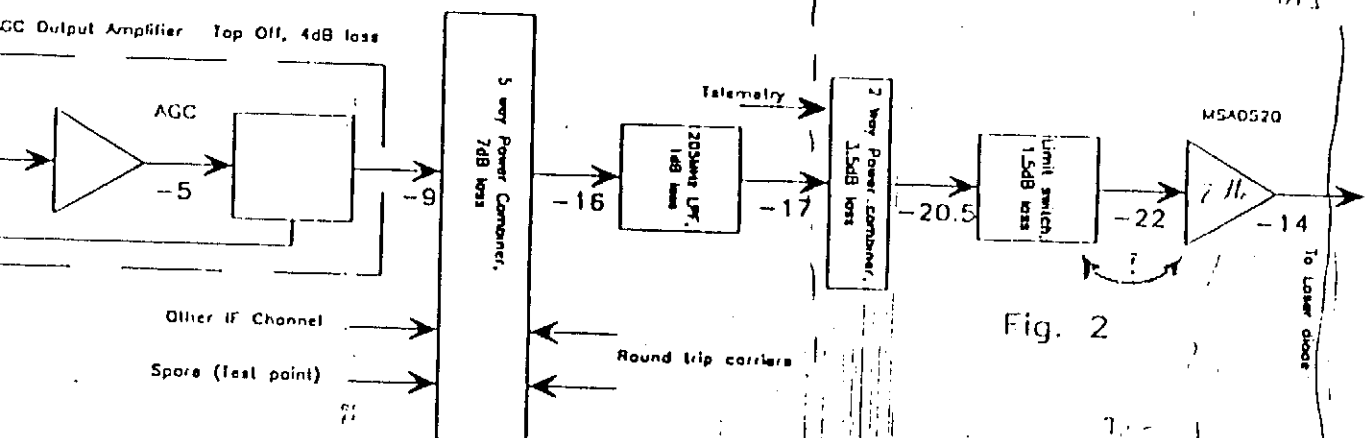 GC Output Amplifier Top Off, 4dB loss
AGC
-5
-9
5 way Power Combiner,
7dB loss
-16
1205MHz LPF,
1dB loss
-17
Telemetry
2 Way Power combiner,
3.5dB loss
-20.5
Limit switch,
1.5dB loss
-22
?
MSA0520
-14
To Laser diode
Other IF Channel
Spare (Test point)
Round trip carriers
Fig. 2